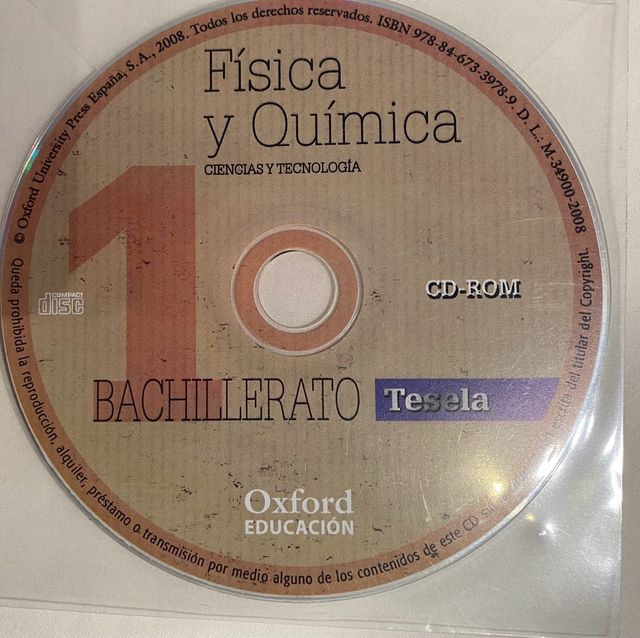 © Oxford University Press España, S. A., 2008. Todos los derechos reservados. ISBN 978-84-673-3978-9. D. L.: M-34900-2008
Física
y Química
CIENCIAS Y TECNOLOGÍA
1
COMPACT
disc
CD-ROM
BACHILLERATO
Tesela
Oxford
EDUCACIÓN
Queda prohibida la reproducción, alquiler, préstamo o transmisión por medio alguno de los contenidos de este CD escrita del titular del Copyright.